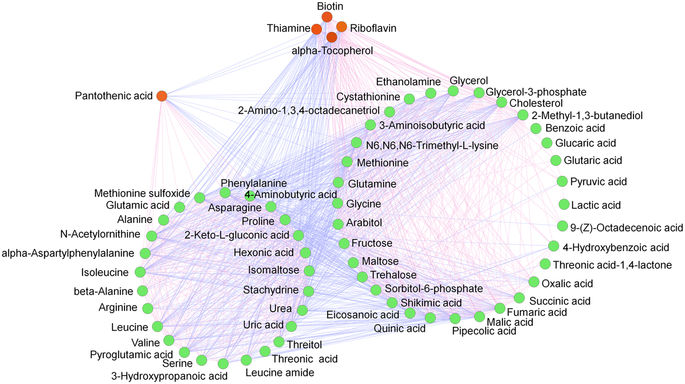 Biotin
Thiamine
Riboflavin
alpha-Tocopherol
Pantothenic acid
Ethanolamine
Glycerol
Cystathionine
Glycerol-3-phosphate
2-Amino-1,3,4-octadecanetriol
Cholesterol
3-Aminoisobutyric acid
2-Methyl-1,3-butanediol
N6,N6,N6-Trimethyl-L-lysine
Benzoic acid
Methionine
Glucaric acid
Glutamine
Glutaric acid
Glycine
Pyruvic acid
Arabitol
Lactic acid
Fructose
9-(Z)-Octadecenoic acid
Maltose
4-Hydroxybenzoic acid
Trehalose
Threonic acid-1,4-lactone
Sorbitol-6-phosphate
Oxalic acid
Shikimic acid
Succinic acid
Eicosanoic acid
Fumaric acid
Quinic acid
Malic acid
Pipecolic acid
Phenylalanine
Methionine sulfoxide
4-Aminobutyric acid
Glutamic acid
Asparagine
Alanine
Proline
N-Acetylornithine
2-Keto-L-gluconic acid
alpha-Aspartylphenylalanine
Hexonic acid
Isoleucine
Isomaltose
beta-Alanine
Stachydrine
Arginine
Urea
Leucine
Uric acid
Valine
Threitol
Pyroglutamic acid
Threonic acid
Serine
Leucine amide
3-Hydroxypropanoic acid